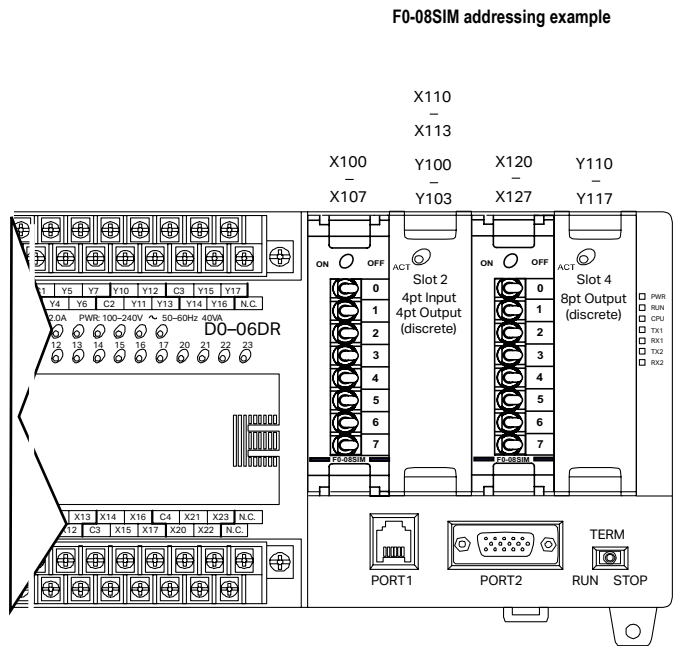 F0-08SIM addressing example
X110
–
X113
X100
–
X107
Y100
–
Y103
X120
–
X127
Y110
–
Y117
ON OFF
0
1
2
3
4
5
6
7
F0-08SIM
ACT
Slot 2
4pt Input
4pt Output
(discrete)
ON OFF
0
1
2
3
4
5
6
7
F0-08SIM
ACT
Slot 4
8pt Output
(discrete)
PWR
RUN
CPU
TX1
RX1
TX2
RX2
Y5 Y7 Y10 Y12 C3 Y15 Y17
Y4 Y6 C2 Y11 Y13 Y14 Y16 N.C.
2.0A PWR: 100–240V ~ 50–60Hz 40VA
D0–06DR
12 13 14 15 16 17 20 21 22 23
X13 X14 X16 C4 X21 X23 N.C.
C3 X15 X17 X20 X22 N.C.
PORT1
PORT2
TERM
RUN STOP